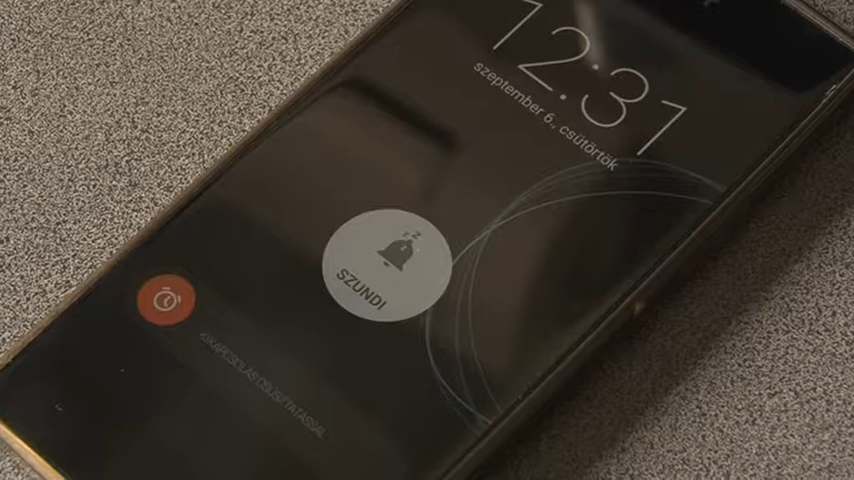 12:31
szeptember 6., csütörtök
SZUNDI
KIKAPCSOLÁS CSÚSZTATÁSSAL